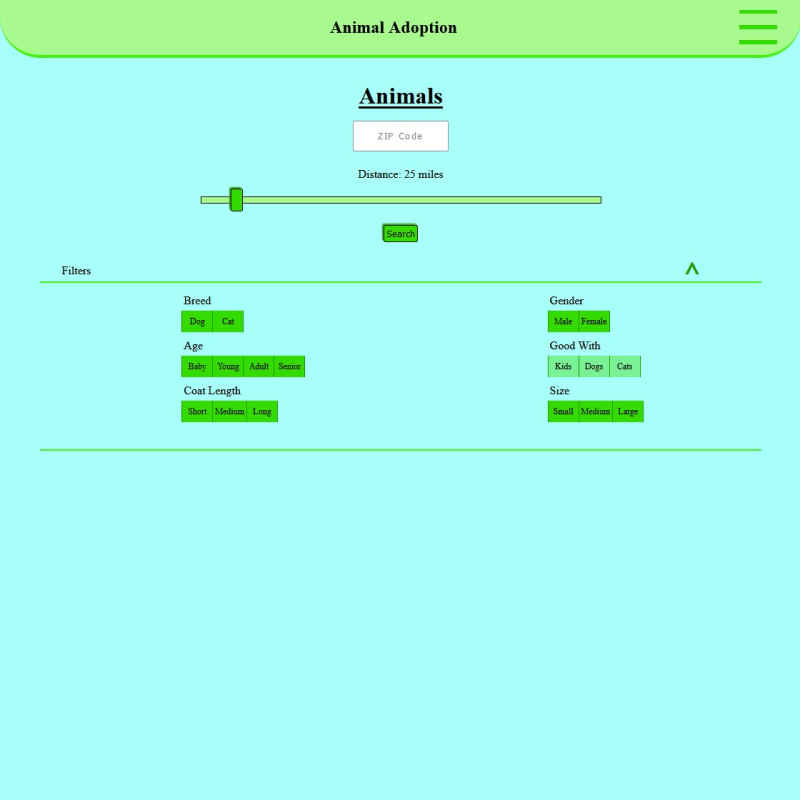 Animal Adoption
Animals
ZIP Code
Distance: 25 miles
Search
Filters
Breed
Dog Cat
Age
Baby Young Adult Senior
Coat Length
Short Medium Long
Gender
Male Female
Good With
Kids Dogs Cats
Size
Small Medium Large